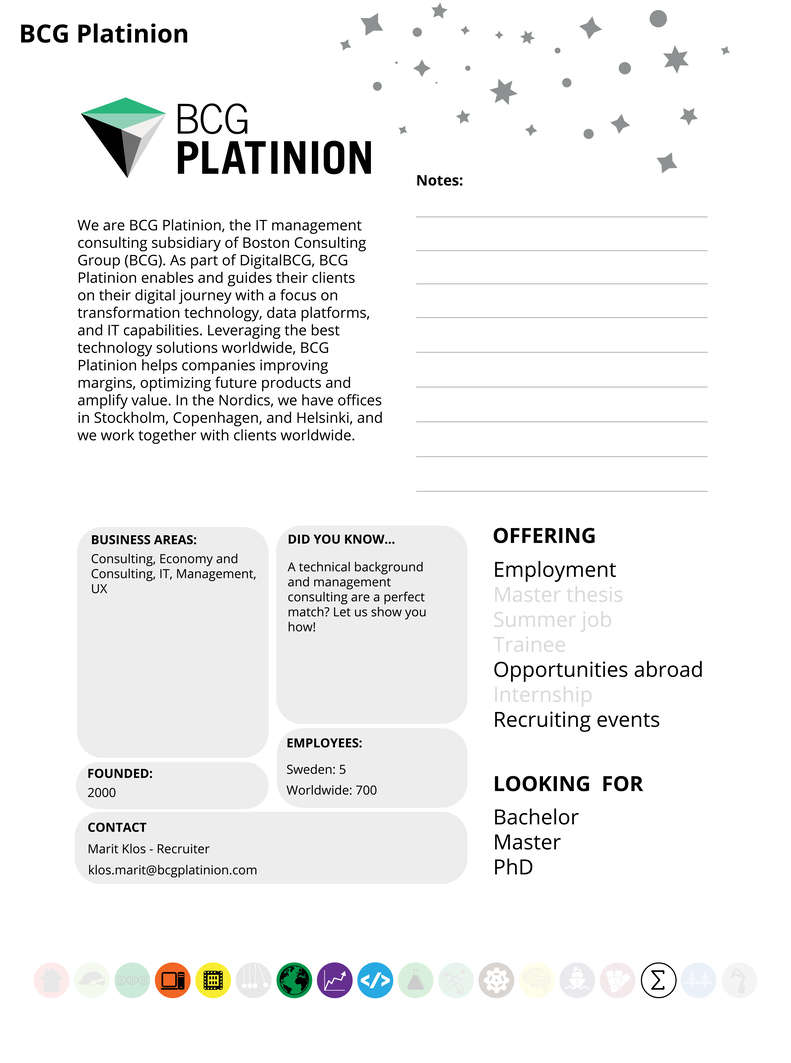 BCG Platinion
BCG
PLATINION
Notes:
We are BCG Platinion, the IT management
consulting subsidiary of Boston Consulting
Group (BCG). As part of DigitalBCG, BCG
Platinion enables and guides their clients
on their digital journey with a focus on
transformation technology, data platforms,
and IT capabilities. Leveraging the best
technology solutions worldwide, BCG
Platinion helps companies improving
margins, optimizing future products and
amplify value. In the Nordics, we have offices
in Stockholm, Copenhagen, and Helsinki, and
we work together with clients worldwide.
BUSINESS AREAS:
Consulting, Economy and
Consulting, IT, Management,
UX
DID YOU KNOW...
A technical background
and management
consulting are a perfect
match? Let us show you
how!
FOUNDED:
2000
EMPLOYEES:
Sweden: 5
Worldwide: 700
CONTACT
Marit Klos - Recruiter
klos.marit@bcgplatinion.com
OFFERING
Employment
Master thesis
Summer job
Trainee
Opportunities abroad
Internship
Recruiting events
LOOKING FOR
Bachelor
Master
PhD
</>
Σ